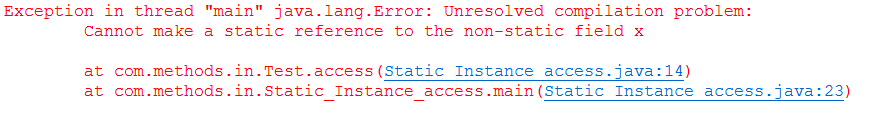 Exception in thread "main" java.lang.Error: Unresolved compilation problem:
Cannot make a static reference to the non-static field x
at com.methods.in.Test.access(Static_Instance_access.java:14)
at com.methods.in.Static_Instance_access.main(Static_Instance_access.java:23)